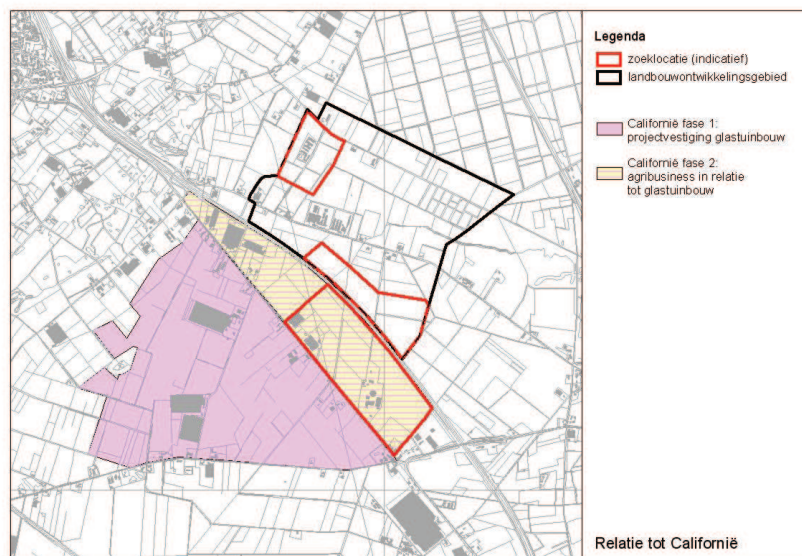 Legenda
zoeklocatie (indicatief)
landbouwontwikkelingsgebied
Californië fase 1:
projectvestiging glastuinbouw
Californië fase 2:
agribusiness in relatie
tot glastuinbouw
Relatie tot Californië